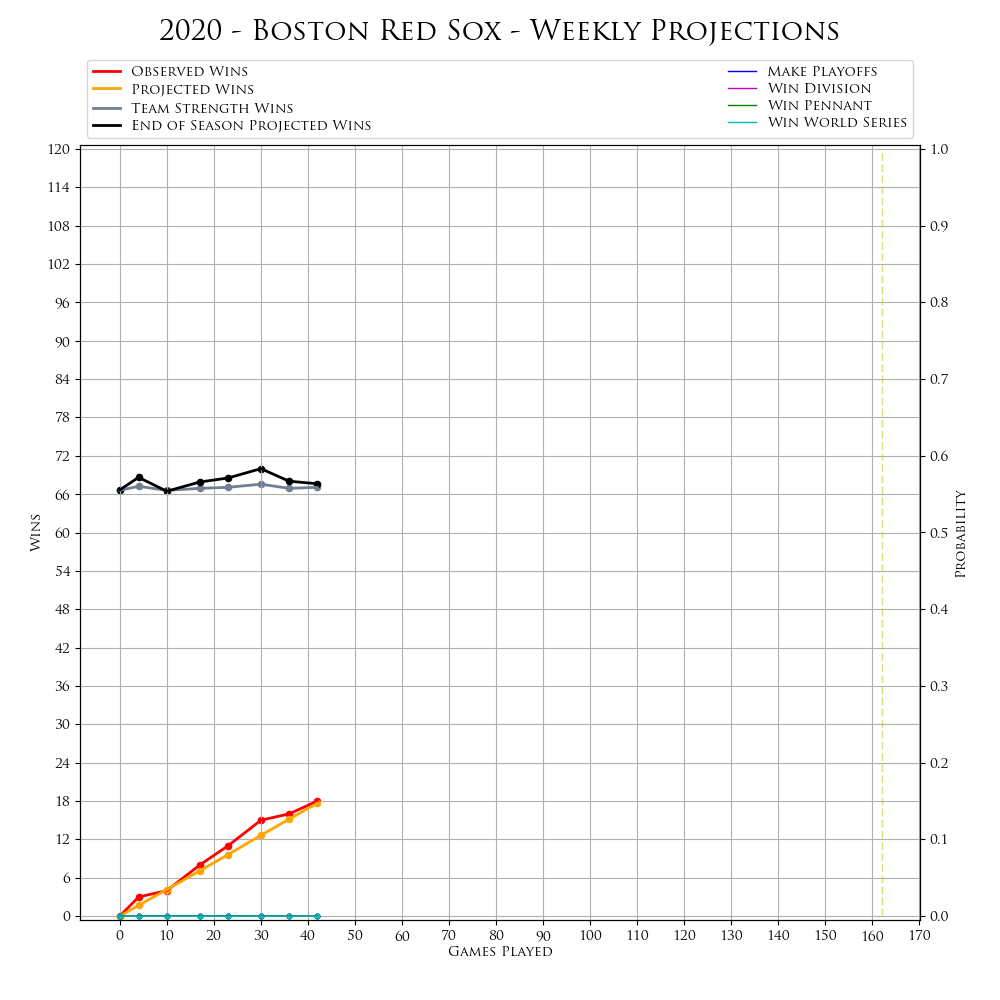 2020 - Boston Red Sox - Weekly Projections
Observed Wins
Projected Wins
Team Strength Wins
End of Season Projected Wins
Make Playoffs
Win Division
Win Pennant
Win World Series
120
114
108
102
96
90
84
78
72
66
60
54
48
42
36
30
24
18
12
6
0
Wins
1.0
0.9
0.8
0.7
0.6
0.5
0.4
0.3
0.2
0.1
0.0
Probability
0 10 20 30 40 50 60 70 80 90 100 110 120 130 140 150 160 170
Games Played